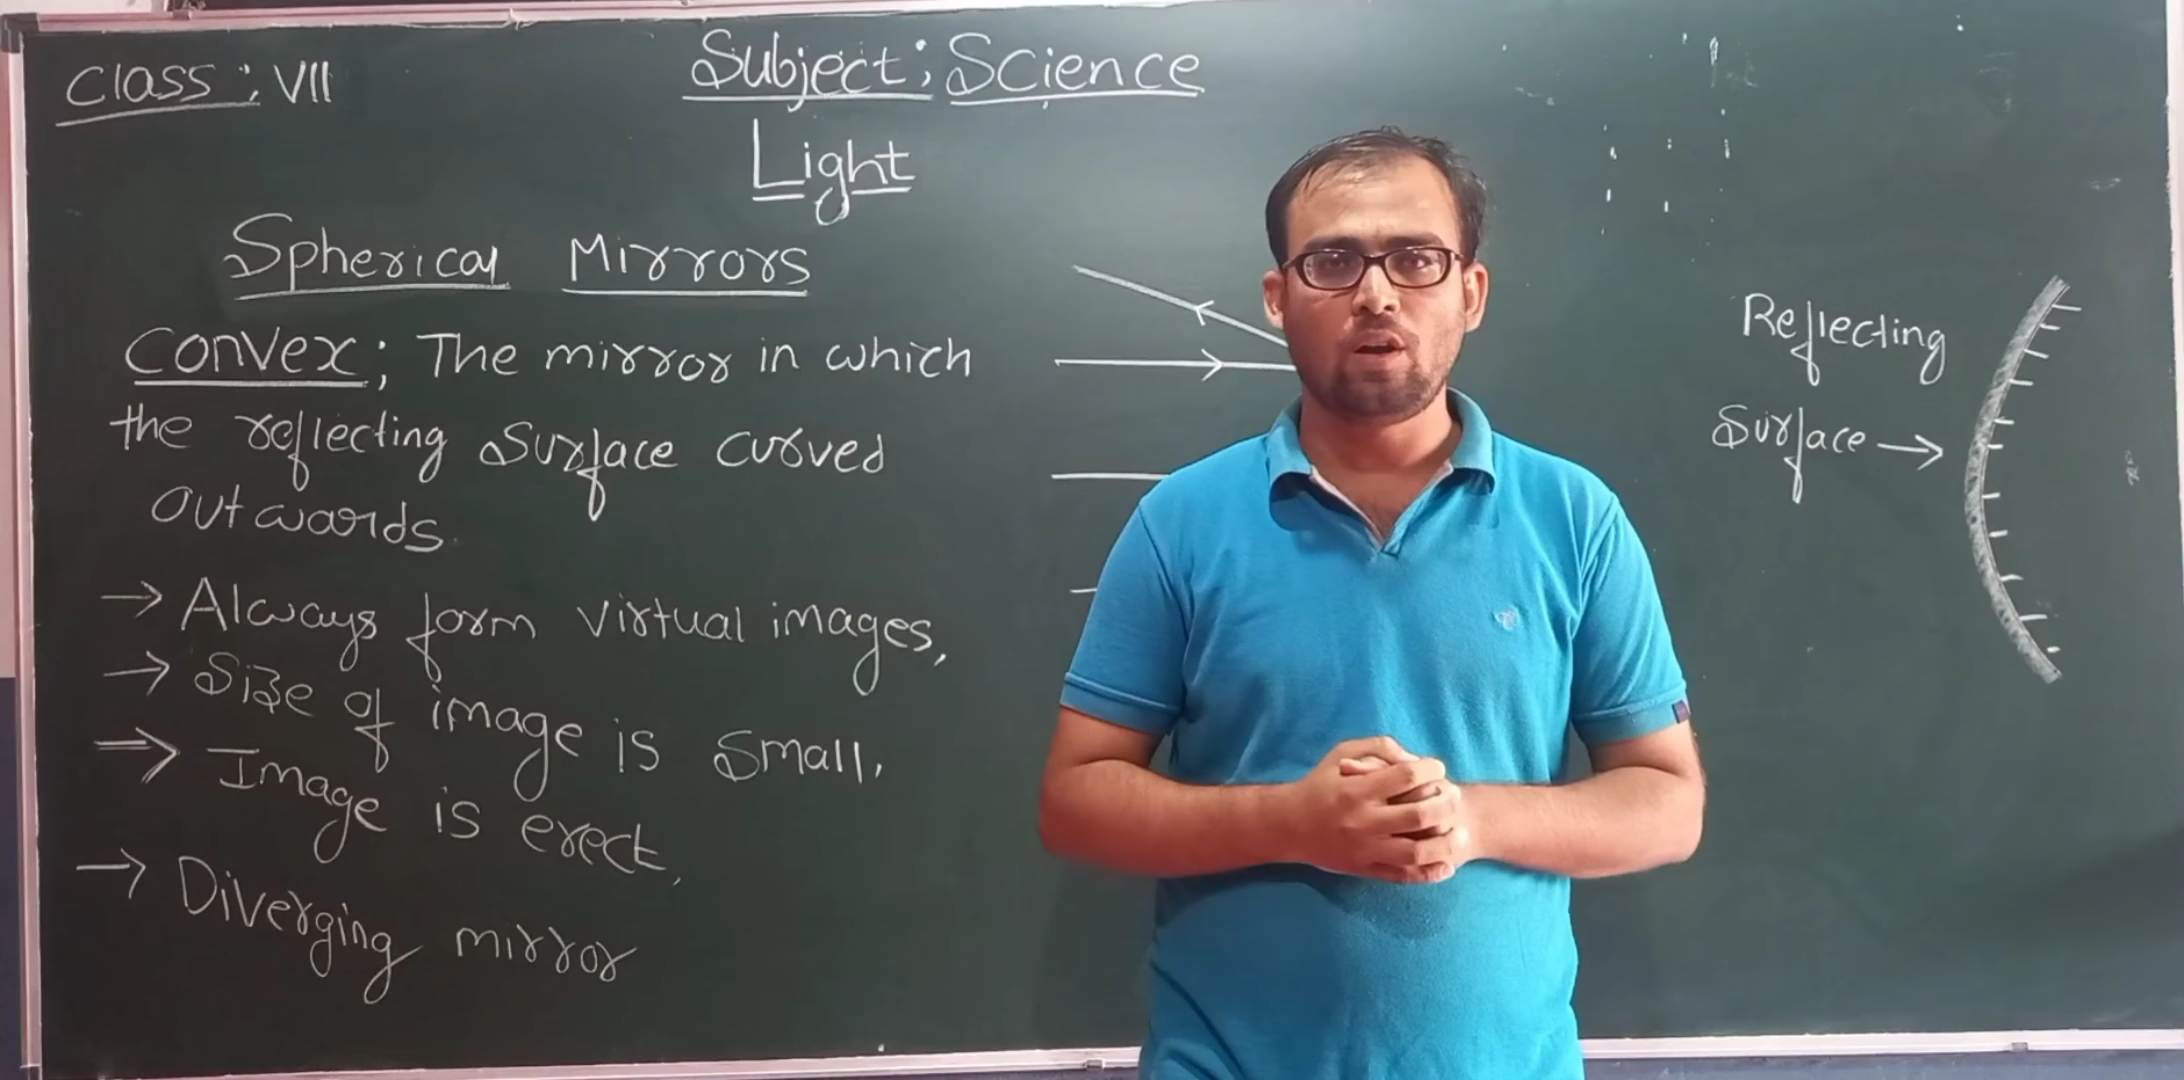 Class : VII
Subject : Science
Light
Spherical Mirrors
Convex : The mirror in which
the reflecting surface curved
outwards.
→ Always form virtual images,
→ Size of image is small,
→ Image is erect,
→ Diverging mirror
Reflecting
Surface →